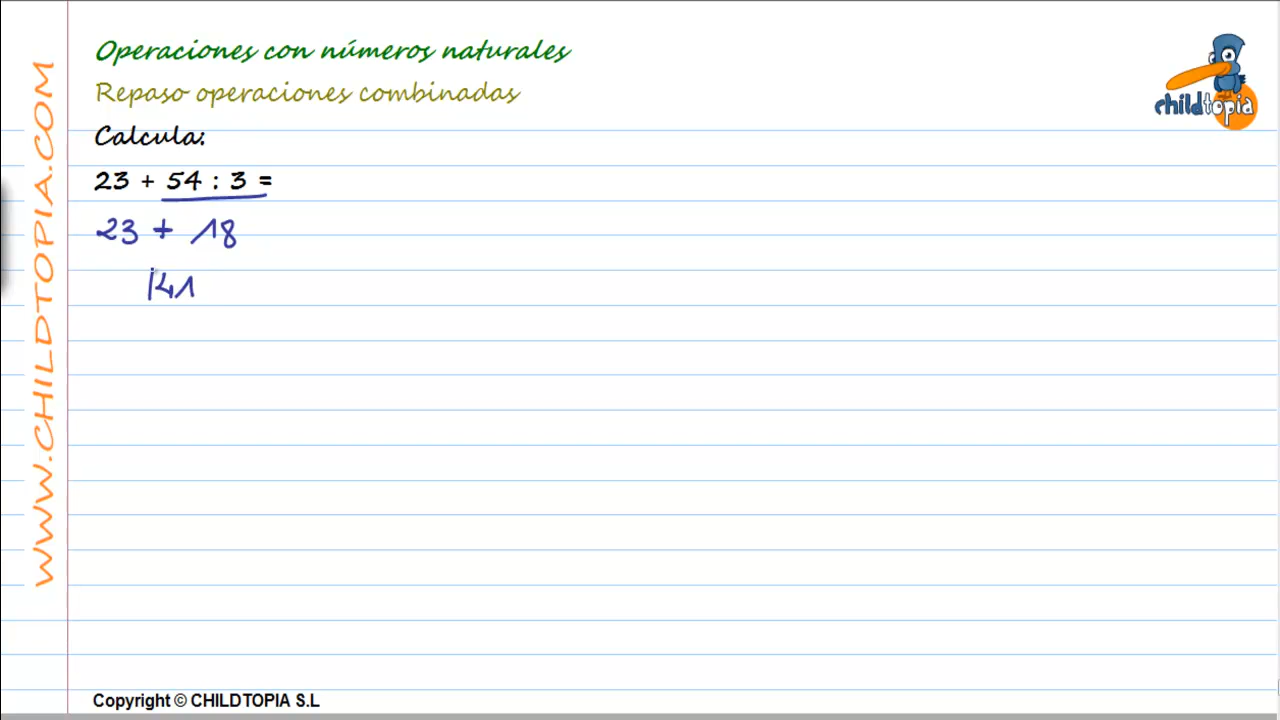 Operaciones con números naturales
Repaso operaciones combinadas
childtopia
Calcula:
23 + 54 : 3 =
23 + 18
41
WWW.CHILDTOPIA.COM
Copyright © CHILDTOPIA S.L